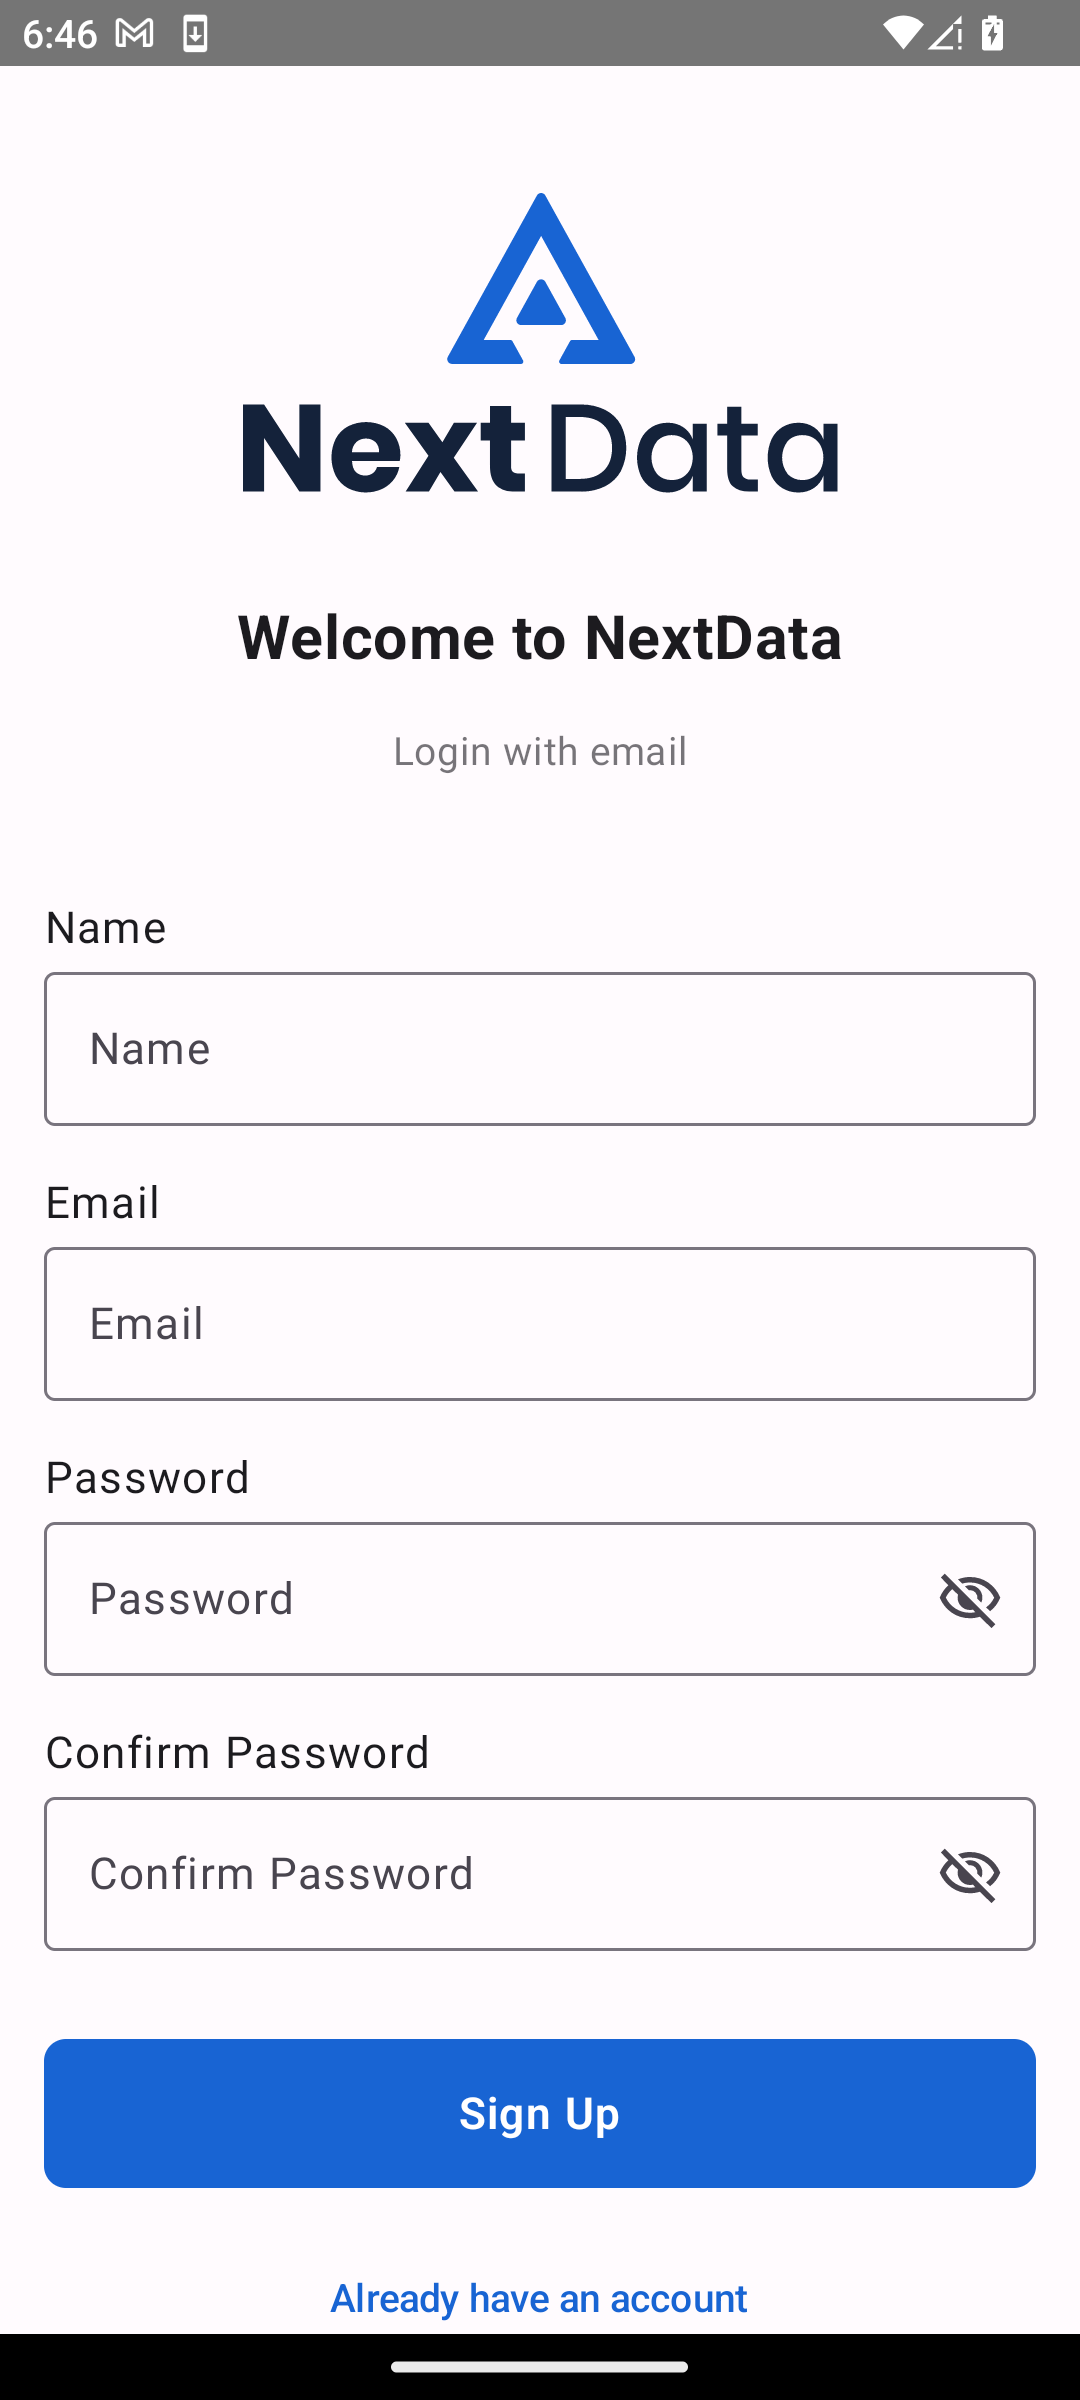 6:46
NextData
Welcome to NextData
Login with email
Name
Name
Email
Email
Password
Password
Confirm Password
Confirm Password
Sign Up
Already have an account